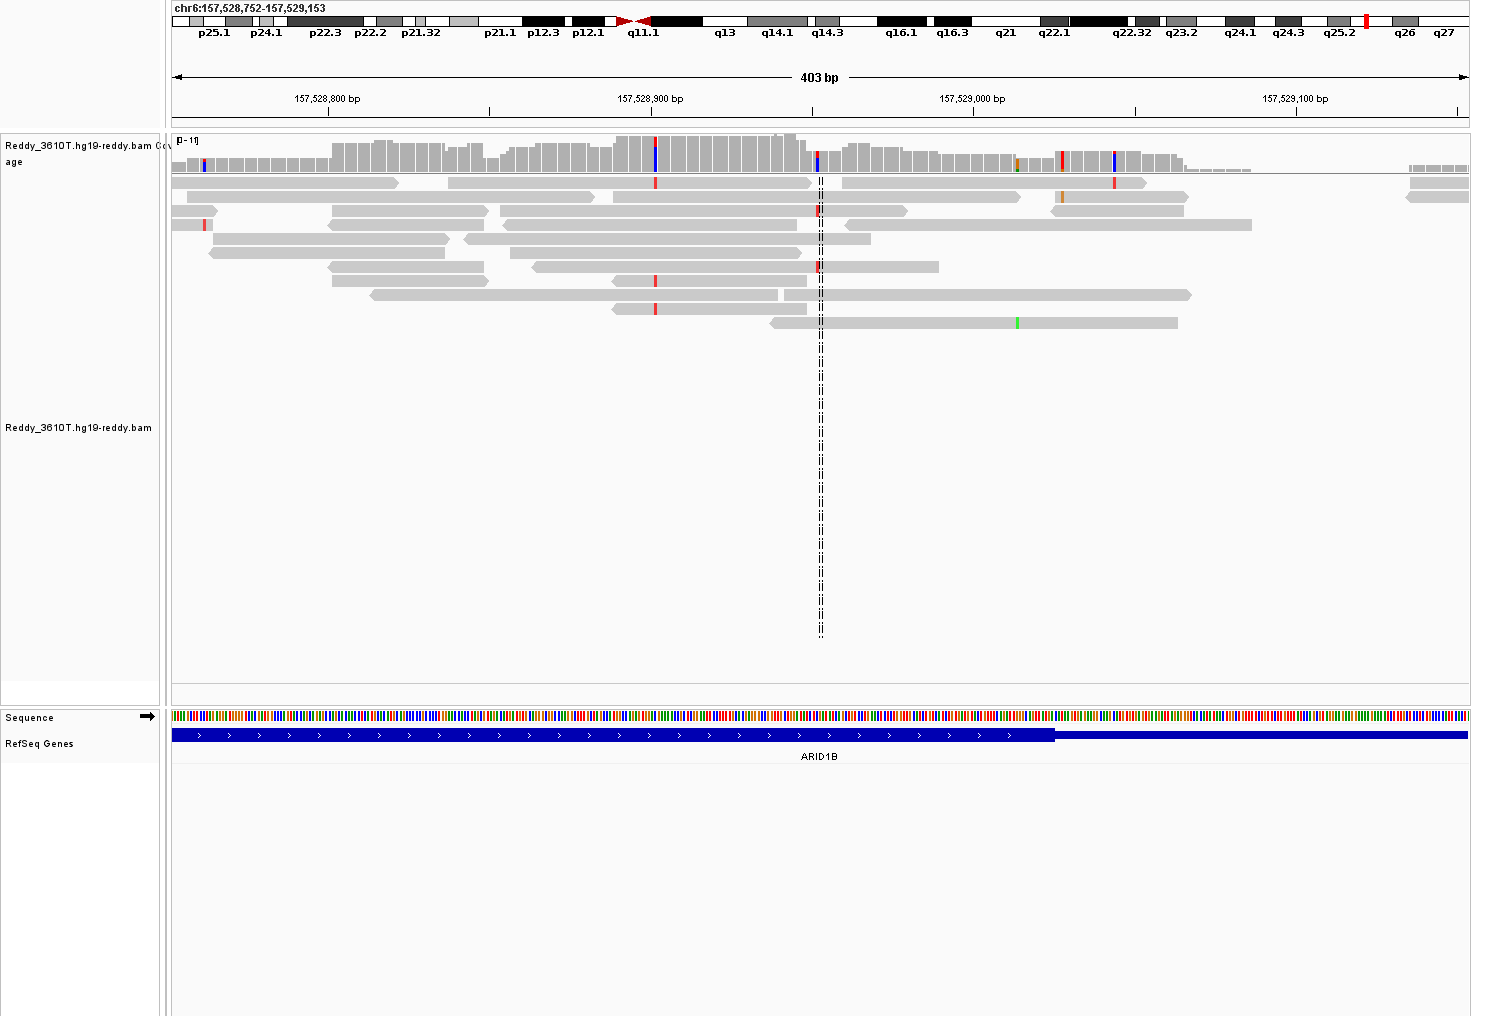 chr6:157,528,752-157,529,153
p25.1 p24.1 p22.3 p22.2 p21.32 p21.1 p12.3 p12.1 q11.1 q13 q14.1 q14.3 q16.1 q16.3 q21 q22.1 q22.32 q23.2 q24.1 q24.3 q25.2 q26 q27
403 bp
157,528,800 bp 157,528,900 bp 157,529,000 bp 157,529,100 bp
Reddy_3610T.hg19-reddy.bam Cov
age
[0 - 11]
Reddy_3610T.hg19-reddy.bam
Sequence
RefSeq Genes
ARID1B